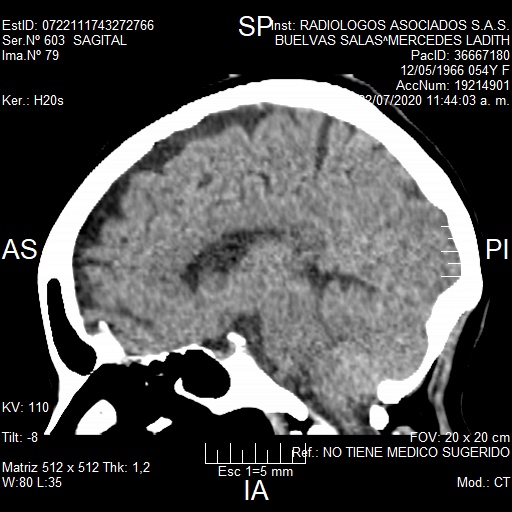 EstID: 0722111743272766
Ser.Nº 603 SAGITAL
Ima.Nº 79
Ker.: H20s
SP
Inst: RADIOLOGOS ASOCIADOS S.A.S.
BUELVAS SALAS^MERCEDES LADITH
PacID: 36667180
12/05/1966 054Y F
AccNum: 19214901
/07/2020 11:44:03 a. m.
AS
PI
KV: 110
Tilt: -8
Matriz 512 x 512 Thk: 1,2
W:80 L:35
Esc 1=5 mm
IA
FOV: 20 x 20 cm
Ref.: NO TIENE MEDICO SUGERIDO
Mod.: CT